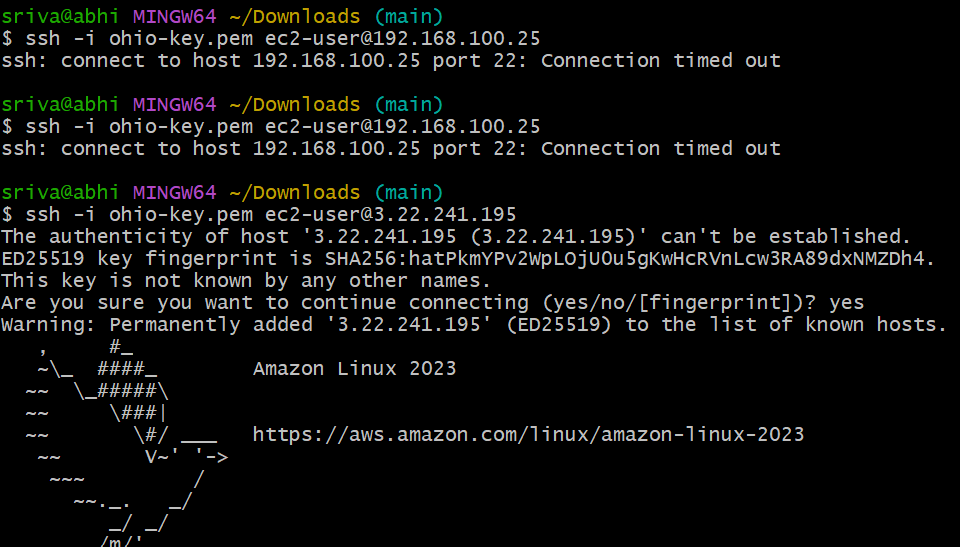 sriva@abhi MINGW64 ~/Downloads (main)
$ ssh -i ohio-key.pem ec2-user@192.168.100.25
ssh: connect to host 192.168.100.25 port 22: Connection timed out
sriva@abhi MINGW64 ~/Downloads (main)
$ ssh -i ohio-key.pem ec2-user@192.168.100.25
ssh: connect to host 192.168.100.25 port 22: Connection timed out
sriva@abhi MINGW64 ~/Downloads (main)
$ ssh -i ohio-key.pem ec2-user@3.22.241.195
The authenticity of host '3.22.241.195 (3.22.241.195)' can't be established.
ED25519 key fingerprint is SHA256:hatPkmYPv2WpLOjU0u5gKwHcRVnLcw3RA89dxNMZDh4.
This key is not known by any other names.
Are you sure you want to continue connecting (yes/no/[fingerprint])? yes
Warning: Permanently added '3.22.241.195' (ED25519) to the list of known hosts.
   ,     #_
   ~\_  ####_        Amazon Linux 2023
  ~~  \_#####\
  ~~     \###|
  ~~       \#/ ___   https://aws.amazon.com/linux/amazon-linux-2023
   ~~       V~' '->
    ~~~         /
      ~~._.   _/
         _/ _/
       _/m/'